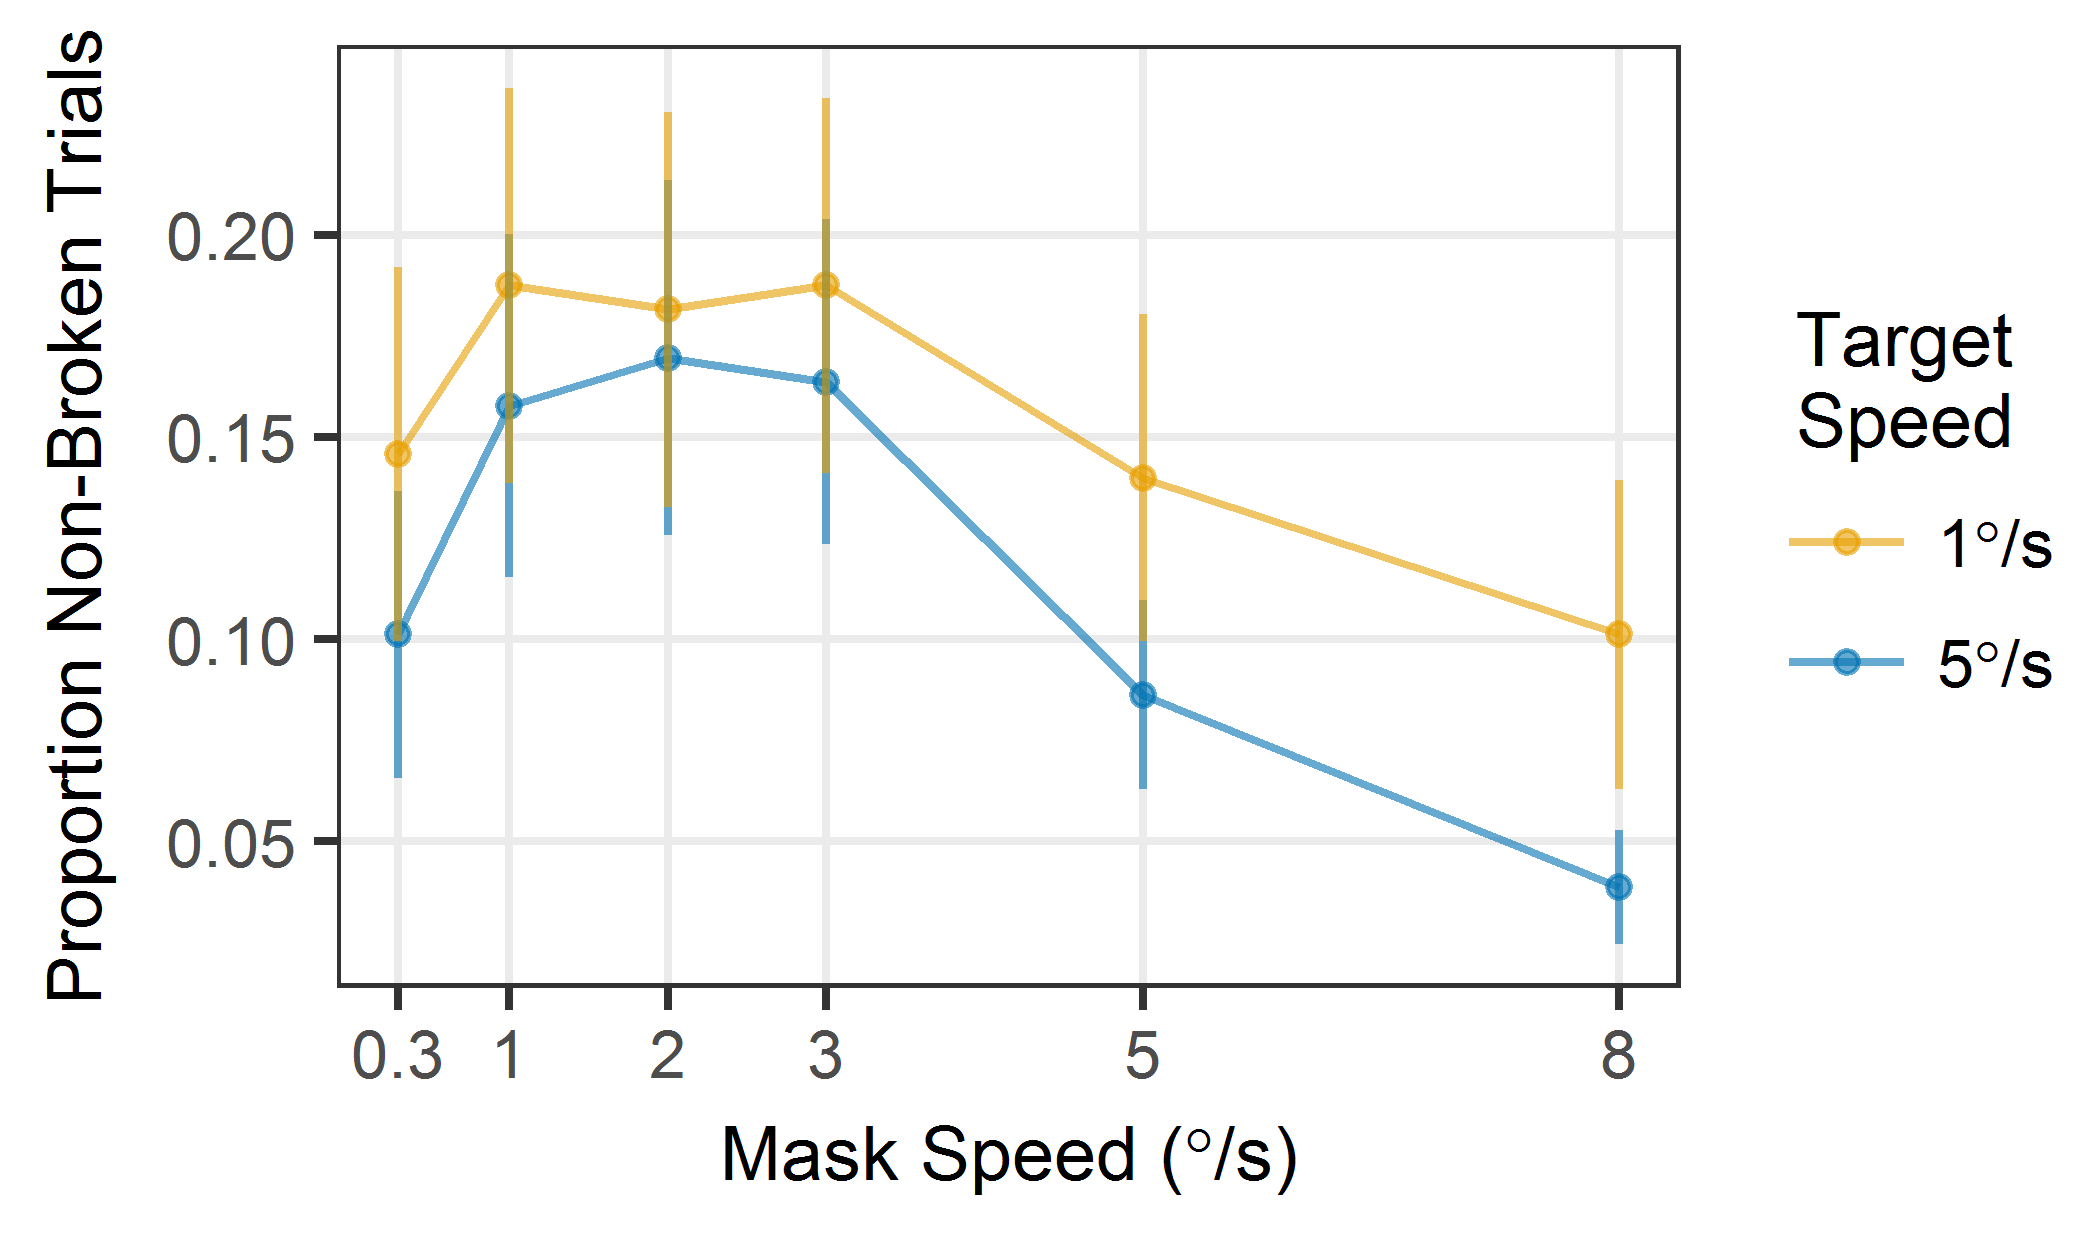 Proportion Non-Broken Trials
0.20
0.15
0.10
0.05
0.3 1 2 3 5 8
Mask Speed (°/s)
Target
Speed
1°/s
5°/s